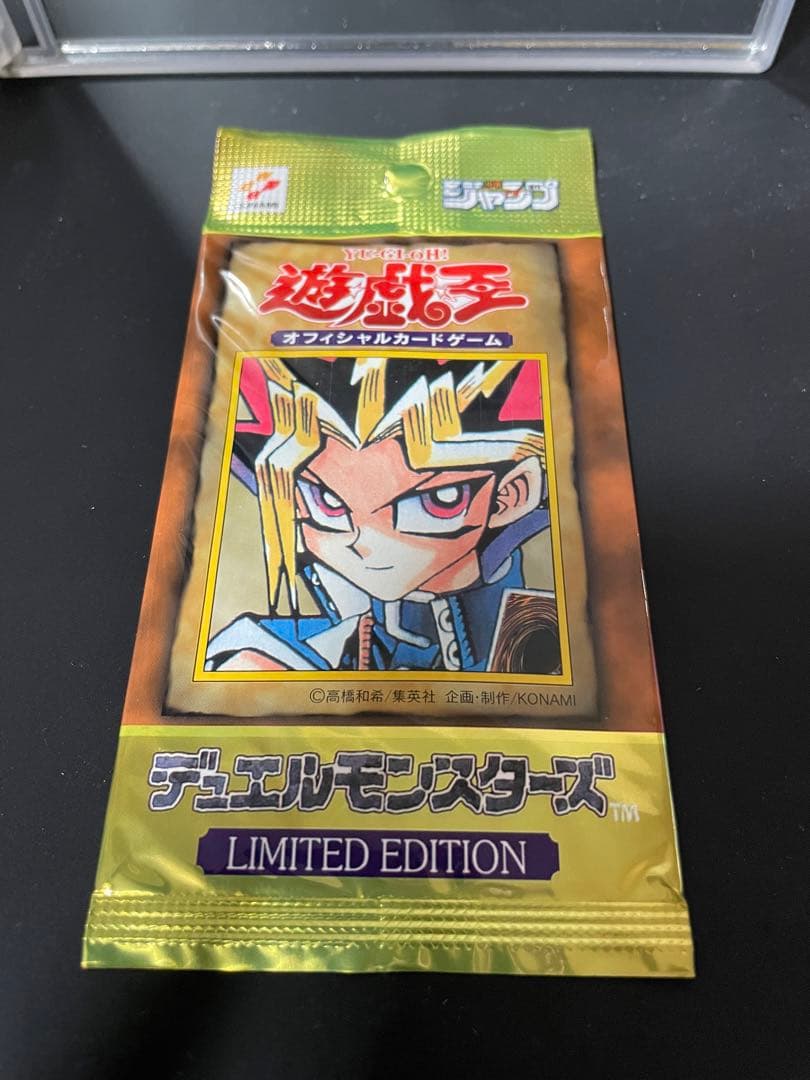 KONAMI
ジャンプ
YU-GI-OH!
遊戯王
オフィシャルカードゲーム
©高橋和希/集英社 企画・制作/KONAMI
デュエルモンスターズ™
LIMITED EDITION